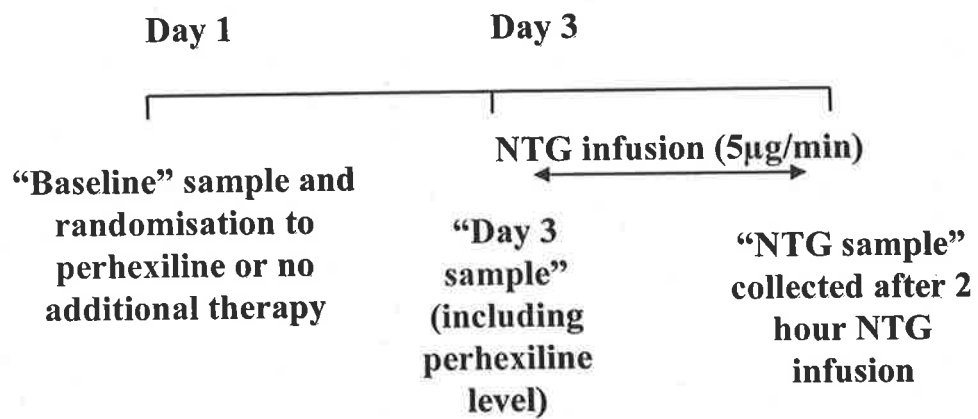 Day 1
Day 3
NTG infusion (5µg/min)
“Baseline” sample and
randomisation to
perhexiline or no
additional therapy
“Day 3
sample”
(including
perhexiline
level)
“NTG sample”
collected after 2
hour NTG
infusion